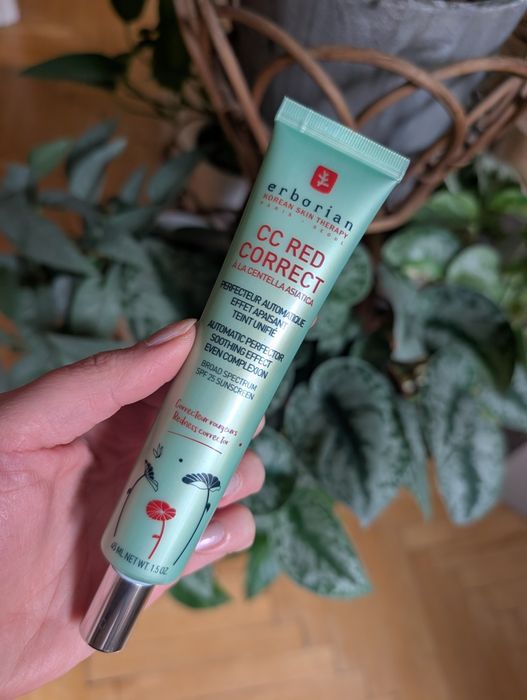 erborian
KOREAN SKIN THERAPY
PARIS - SEOUL
CC RED
CORRECT
À LA CENTELLA ASIATICA
PERFECTEUR AUTOMATIQUE
EFFET APAISANT
TEINT UNIFIÉ
AUTOMATIC PERFECTOR
SOOTHING EFFECT
EVEN COMPLEXION
BROAD SPECTRUM
SPF 25 SUNSCREEN
Correcteur rougeurs
Redness corrector
45 ML NET WT. 1.5 OZ